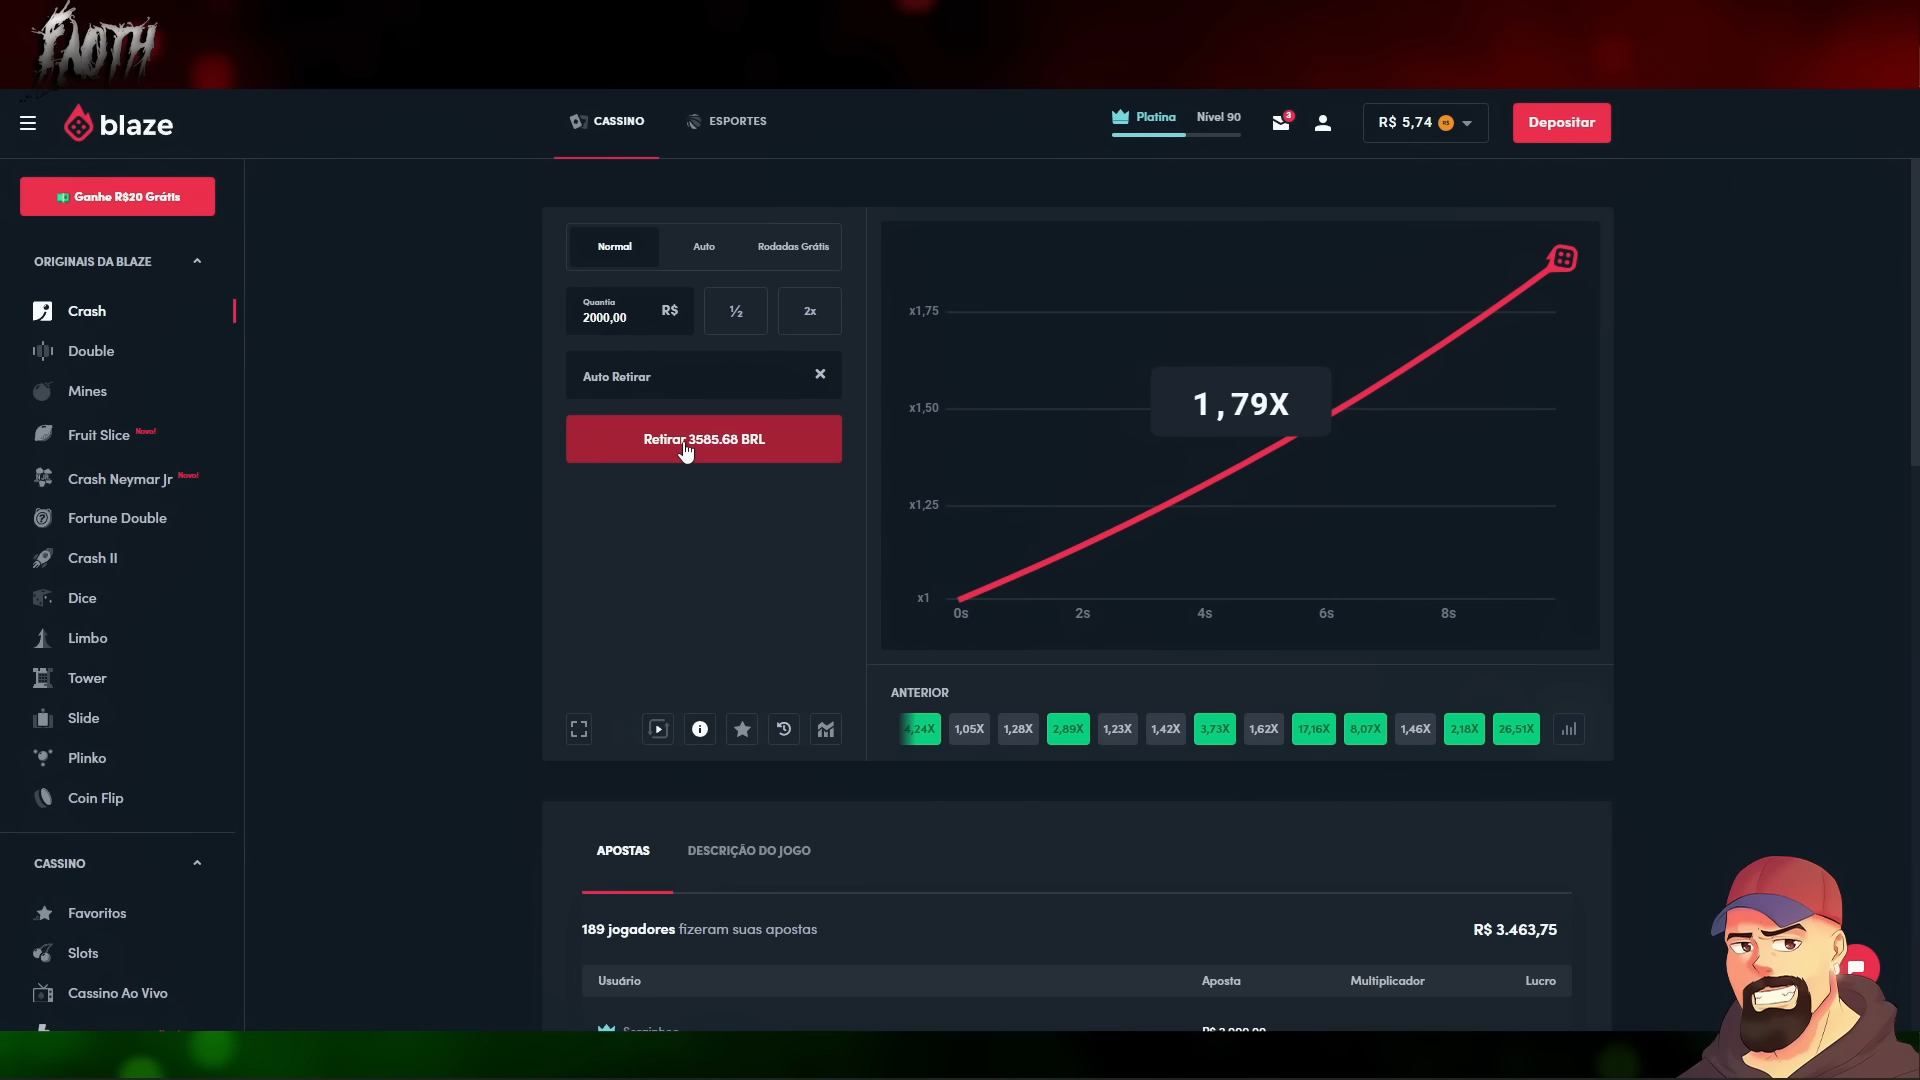 FAOTH
blaze
CASSINO
ESPORTES
Platina
Nível 90
3
R$ 5,74
R$
Depositar
Ganhe R$20 Grátis
ORIGINAIS DA BLAZE
Crash
Double
Mines
Fruit Slice Novo!
Crash Neymar Jr Novo!
Fortune Double
Crash II
Dice
Limbo
Tower
Slide
Plinko
Coin Flip
CASSINO
Favoritos
Slots
Cassino Ao Vivo
Normal
Auto
Rodadas Grátis
Quantia
2000,00
R$
½
2x
Auto Retirar
Retirar 3585.68 BRL
x1,75
x1,50
x1,25
x1
1,79X
0s
2s
4s
6s
8s
ANTERIOR
4,24X
1,05X
1,28X
2,89X
1,23X
1,42X
3,73X
1,62X
17,16X
8,07X
1,46X
2,18X
26,51X
APOSTAS
DESCRIÇÃO DO JOGO
189 jogadores fizeram suas apostas
R$ 3.463,75
Usuário
Aposta
Multiplicador
Lucro